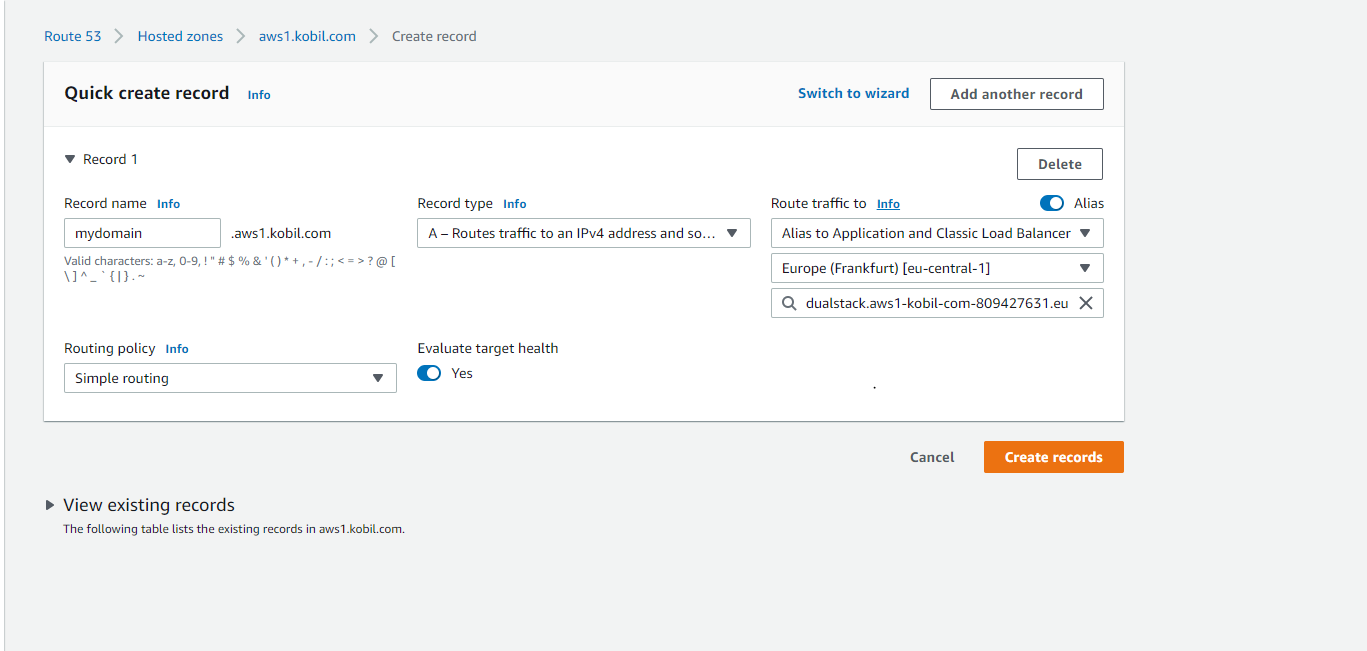 Route 53 > Hosted zones > aws1.kobil.com > Create record
Quick create record Info
Switch to wizard
Add another record
Record 1
Delete
Record name Info
mydomain .aws1.kobil.com
Valid characters: a-z, 0-9, ! " # $ % & ' ( ) * + , - / : ; < = > ? @ [
\ ] ^ _ ` { | } . ~
Record type Info
A – Routes traffic to an IPv4 address and so...
Route traffic to Info
Alias
Alias to Application and Classic Load Balancer
Europe (Frankfurt) [eu-central-1]
dualstack.aws1-kobil-com-809427631.eu
Routing policy Info
Simple routing
Evaluate target health
Yes
.
Cancel
Create records
View existing records
The following table lists the existing records in aws1.kobil.com.